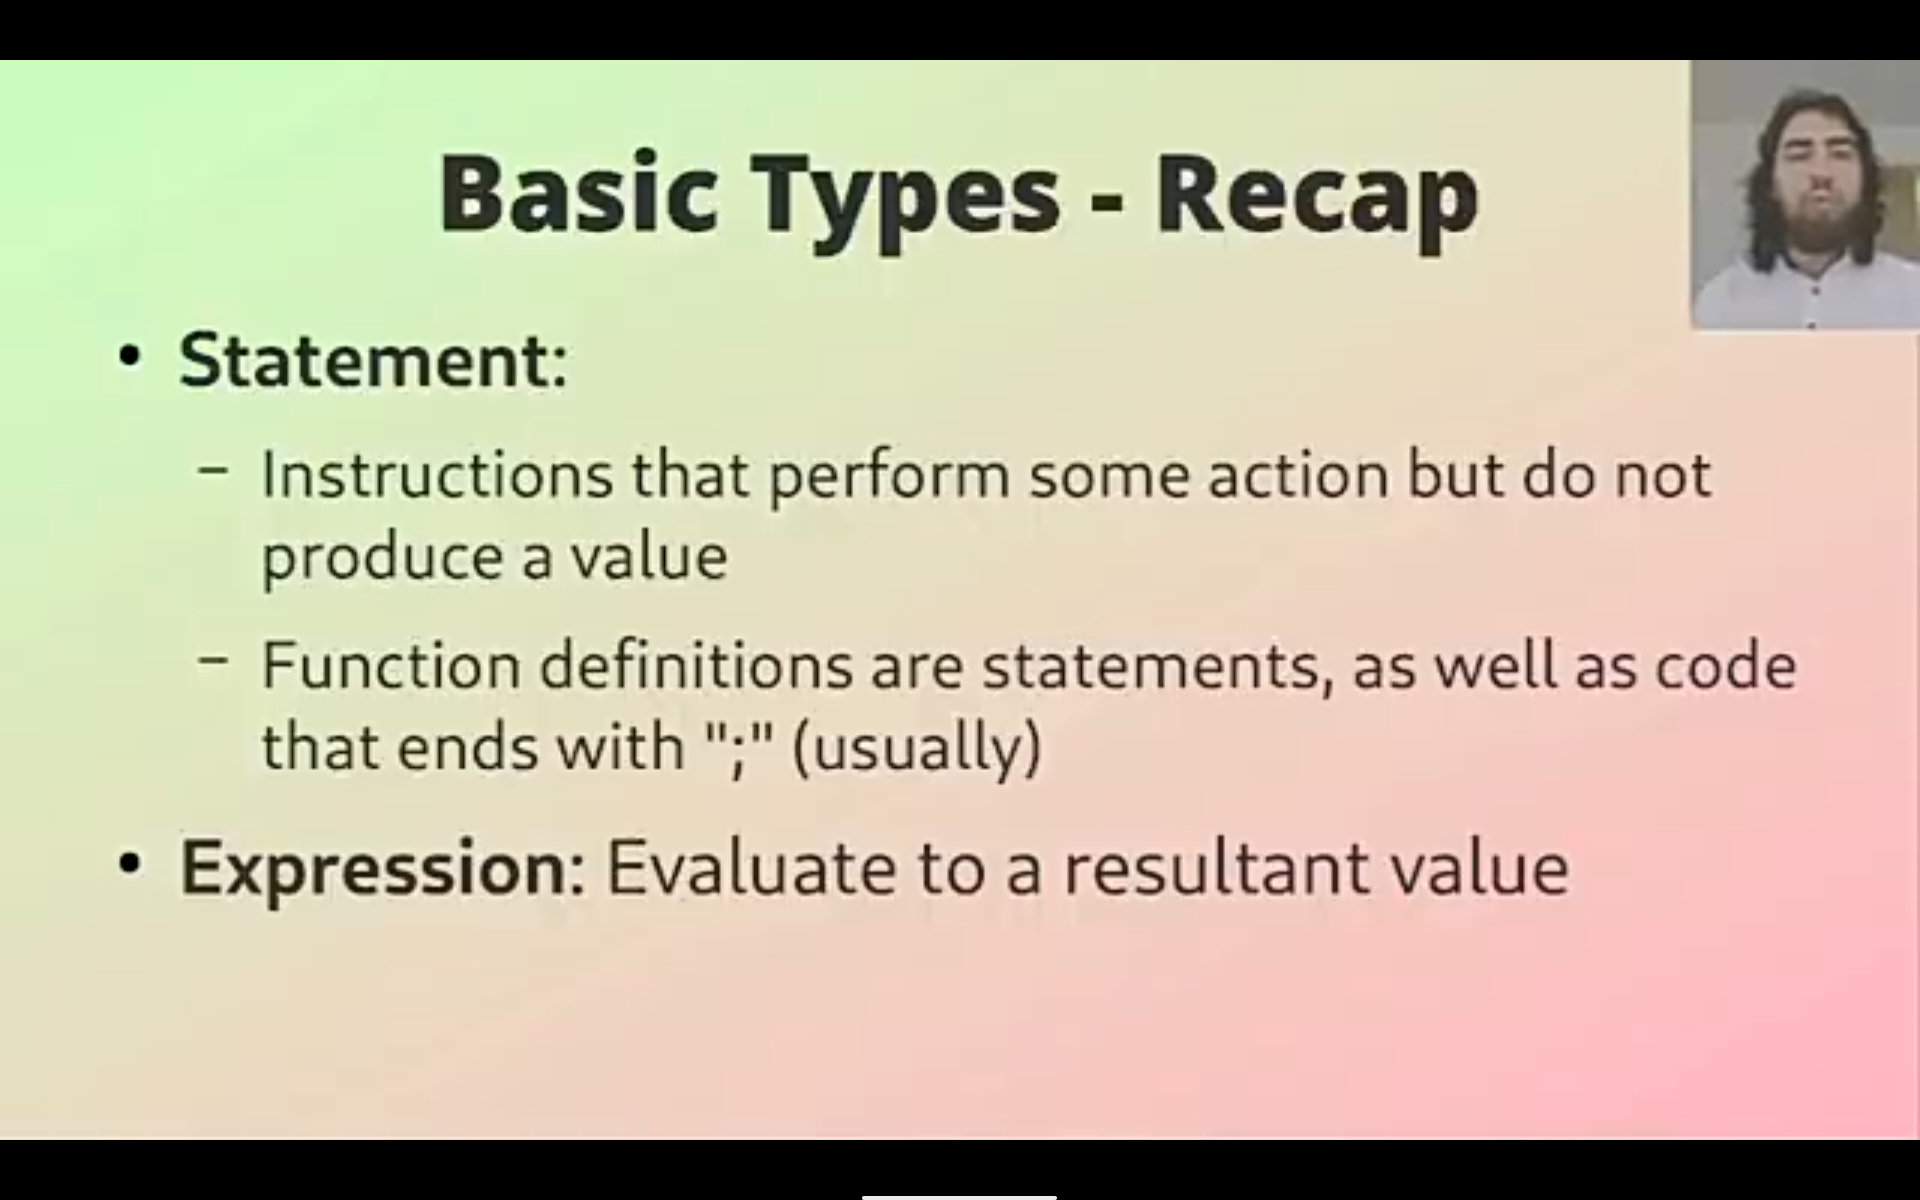 Basic Types - Recap
• Statement:
– Instructions that perform some action but do not
produce a value
– Function definitions are statements, as well as code
that ends with ";" (usually)
• Expression: Evaluate to a resultant value